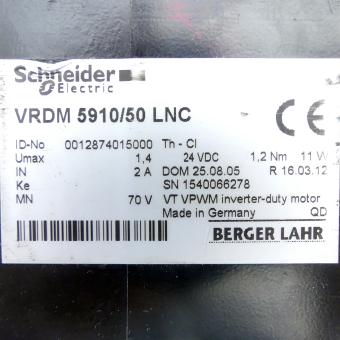 Schneider
Electric
VRDM 5910/50 LNC
CE
ID-No 0012874015000 Th - Cl
Umax 1,4 24 VDC 1,2 Nm 11 W
IN 2 A DOM 25.08.05 R 16.03.12
Ke SN 1540066278
MN 70 V VT VPWM inverter-duty motor
Made in Germany QD
BERGER LAHR